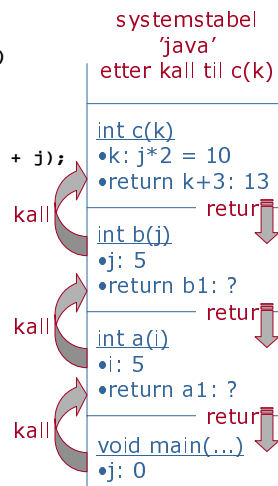 systemstabel
'java'
etter kall til c(k)
)
int c(k)
•k: j*2 = 10
+ j);
•return k+3: 13
kall
retur
int b(j)
•j: 5
•return b1: ?
kall
retur
int a(i)
•i: 5
•return a1: ?
kall
retur
void main(...)
•j: 0